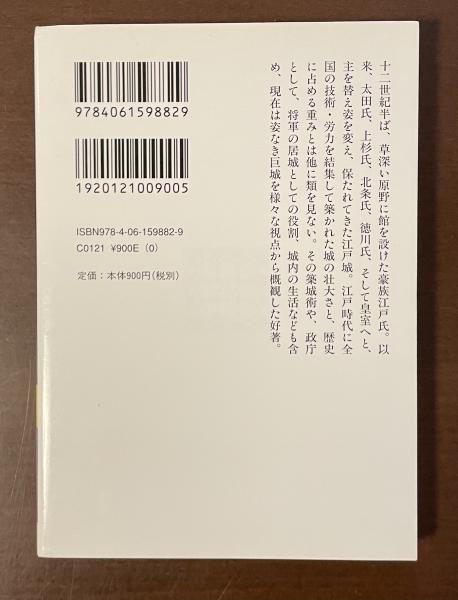 十二世紀半ば、草深い原野に館を設けた豪族江戸氏。以
来、太田氏、上杉氏、北条氏、徳川氏、そして皇室へと、
主を替え姿を変え、保たれてきた江戸城。江戸時代に全
国の技術・労力を結集して築かれた城の壮大さと、歴史
に占める重みとは他に類を見ない。その築城術や、政庁
として、将軍の居城としての役割、城内の生活なども含
め、現在は姿なき巨城を様々な視点から概観した好著。
9784061598829
1920121009005
ISBN978-4-06-159882-9
C0121 ¥900E (0)
定価：本体900円（税別）